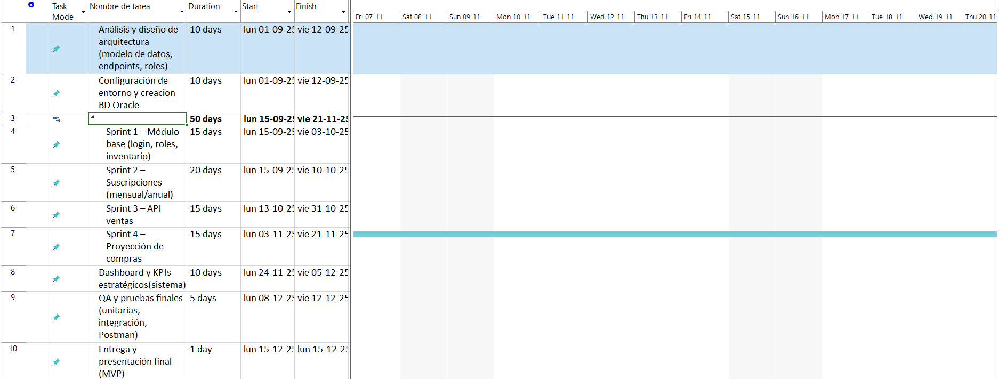 Task Mode	Nombre de tarea	Duration	Start	Finish
Fri 07-11	Sat 08-11	Sun 09-11	Mon 10-11	Tue 11-11	Wed 12-11	Thu 13-11	Fri 14-11	Sat 15-11	Sun 16-11	Mon 17-11	Tue 18-11	Wed 19-11	Thu 20-11
1	Análisis y diseño de	10 days	lun 01-09-25	vie 12-09-25
arquitectura
(modelo de datos,
endpoints, roles)
2	Configuración de	10 days	lun 01-09-25	vie 12-09-25
entorno y creacion
BD Oracle
3	50 days	lun 15-09-25	vie 21-11-25
4	Sprint 1 – Módulo	15 days	lun 15-09-25	vie 03-10-25
base (login, roles,
inventario)
5	Sprint 2 –	20 days	lun 15-09-25	vie 10-10-25
Suscripciones
(mensual/anual)
6	Sprint 3 – API	15 days	lun 13-10-25	vie 31-10-25
ventas
7	Sprint 4 –	15 days	lun 03-11-25	vie 21-11-25
Proyección de
compras
8	Dashboard y KPIs	10 days	lun 24-11-25	vie 05-12-25
estratégicos(sistema)
9	QA y pruebas finales	5 days	lun 08-12-25	vie 12-12-25
(unitarias,
integración,
Postman)
10	Entrega y	1 day	lun 15-12-25	lun 15-12-25
presentación final
(MVP)